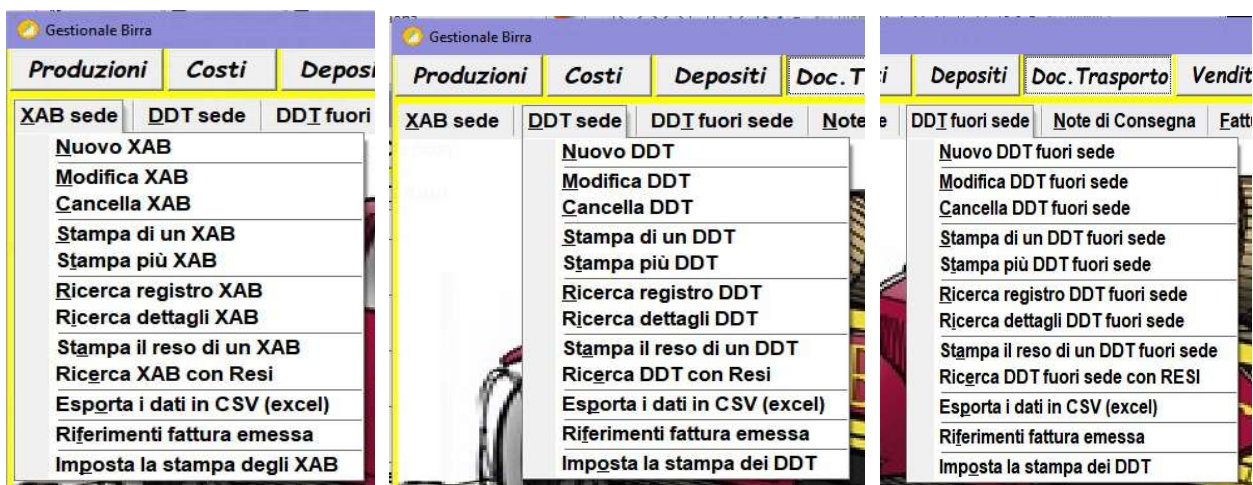 Gestionale Birra
Produzioni Costi
XAB sede DDT sede DDT fuori
Nuovo XAB
Modifica XAB
Cancella XAB
Stampa di un XAB
Stampa più XAB
Ricerca registro XAB
Ricerca dettagli XAB
Stampa il reso di un XAB
Ricerca XAB con Resi
Esporta i dati in CSV (excel)
Riferimenti fattura emessa
Imposta la stampa degli XAB
Gestionale Birra
Produzioni Costi Depositi
XAB sede DDT sede DDT fuori sede Note
Nuovo DDT
Modifica DDT
Cancella DDT
Stampa di un DDT
Stampa più DDT
Ricerca registro DDT
Ricerca dettagli DDT
Stampa il reso di un DDT
Ricerca DDT con Resi
Esporta i dati in CSV (excel)
Riferimenti fattura emessa
Imposta la stampa dei DDT
Depositi Doc.Trasporto
DDT fuori sede Note di Consegna
Nuovo DDT fuori sede
Modifica DDT fuori sede
Cancella DDT fuori sede
Stampa di un DDT fuori sede
Stampa più DDT fuori sede
Ricerca registro DDT fuori sede
Ricerca dettagli DDT fuori sede
Stampa il reso di un DDT fuori sede
Ricerca DDT fuori sede con RESI
Esporta i dati in CSV (excel)
Riferimenti fattura emessa
Imposta la stampa dei DDT